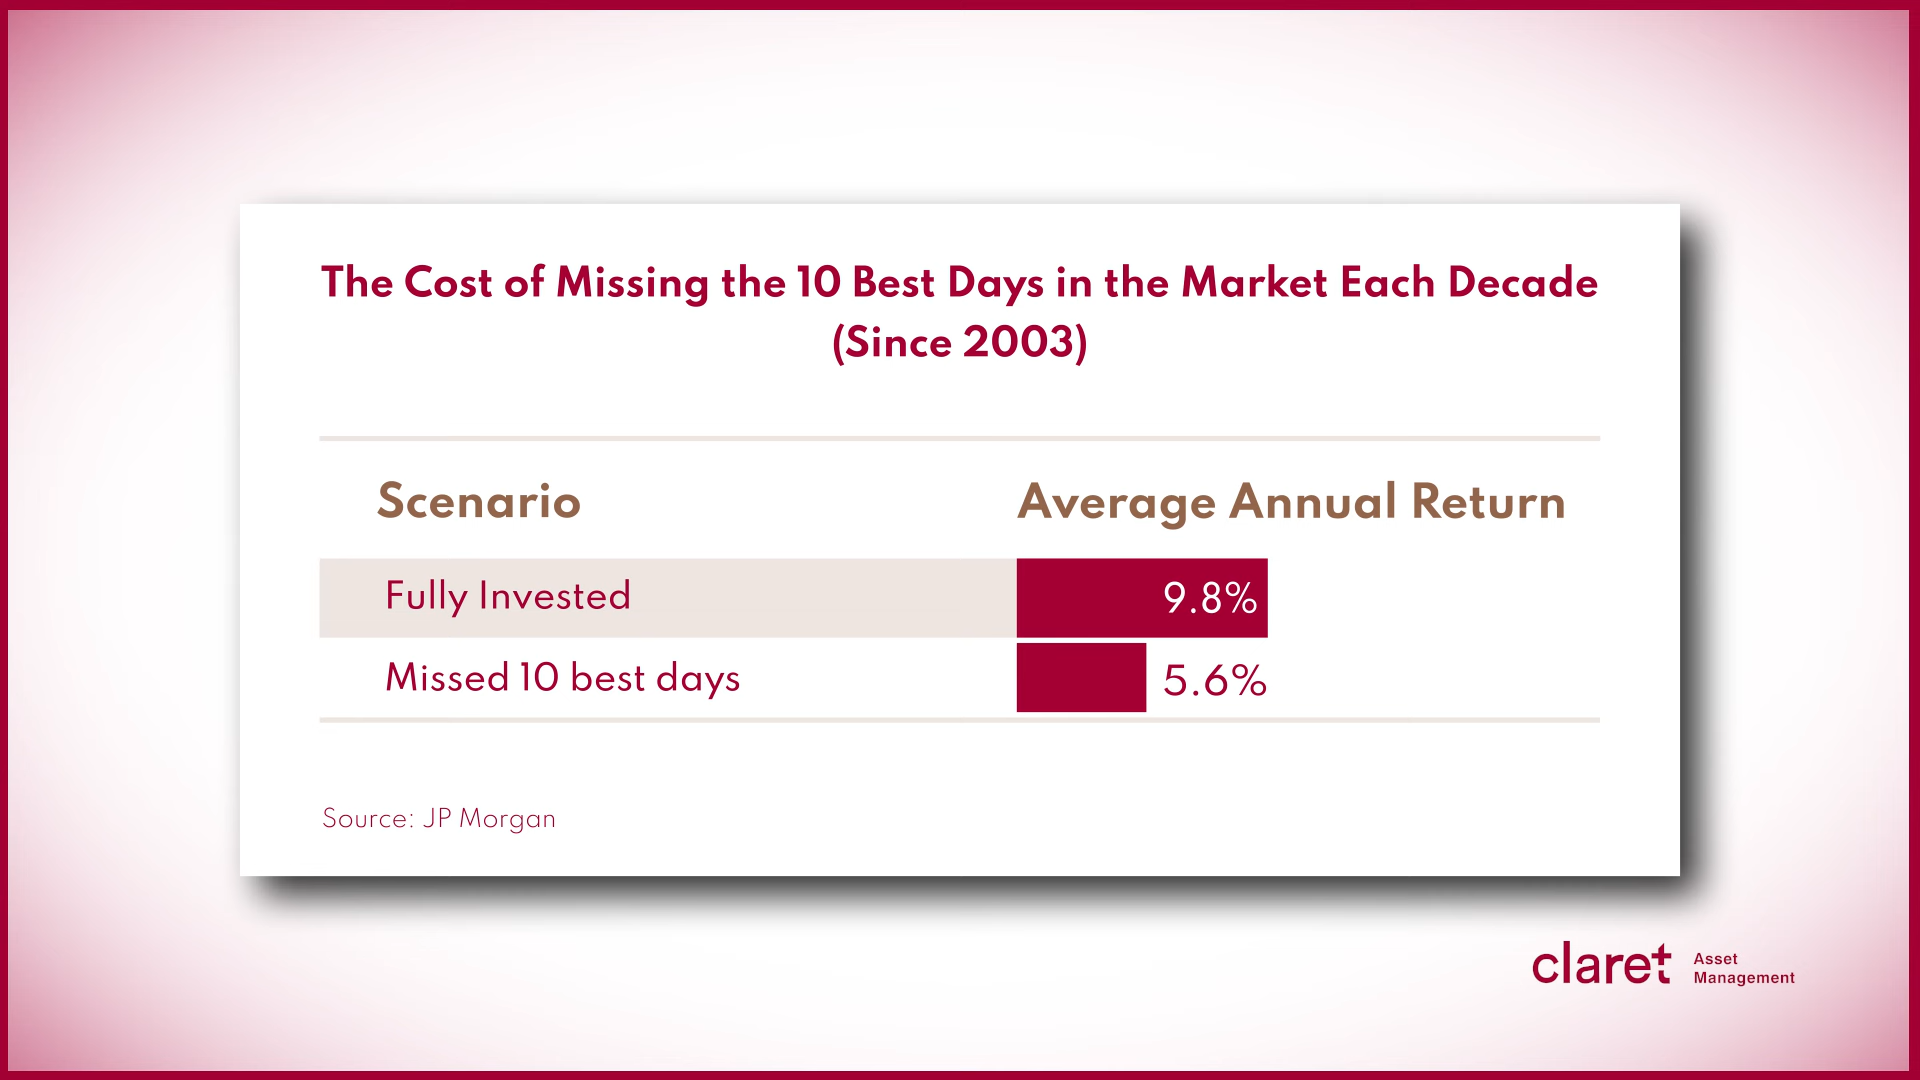 The Cost of Missing the 10 Best Days in the Market Each Decade
(Since 2003)
Scenario Average Annual Return
Fully Invested 9.8%
Missed 10 best days 5.6%
Source: JP Morgan
claret Asset
Management